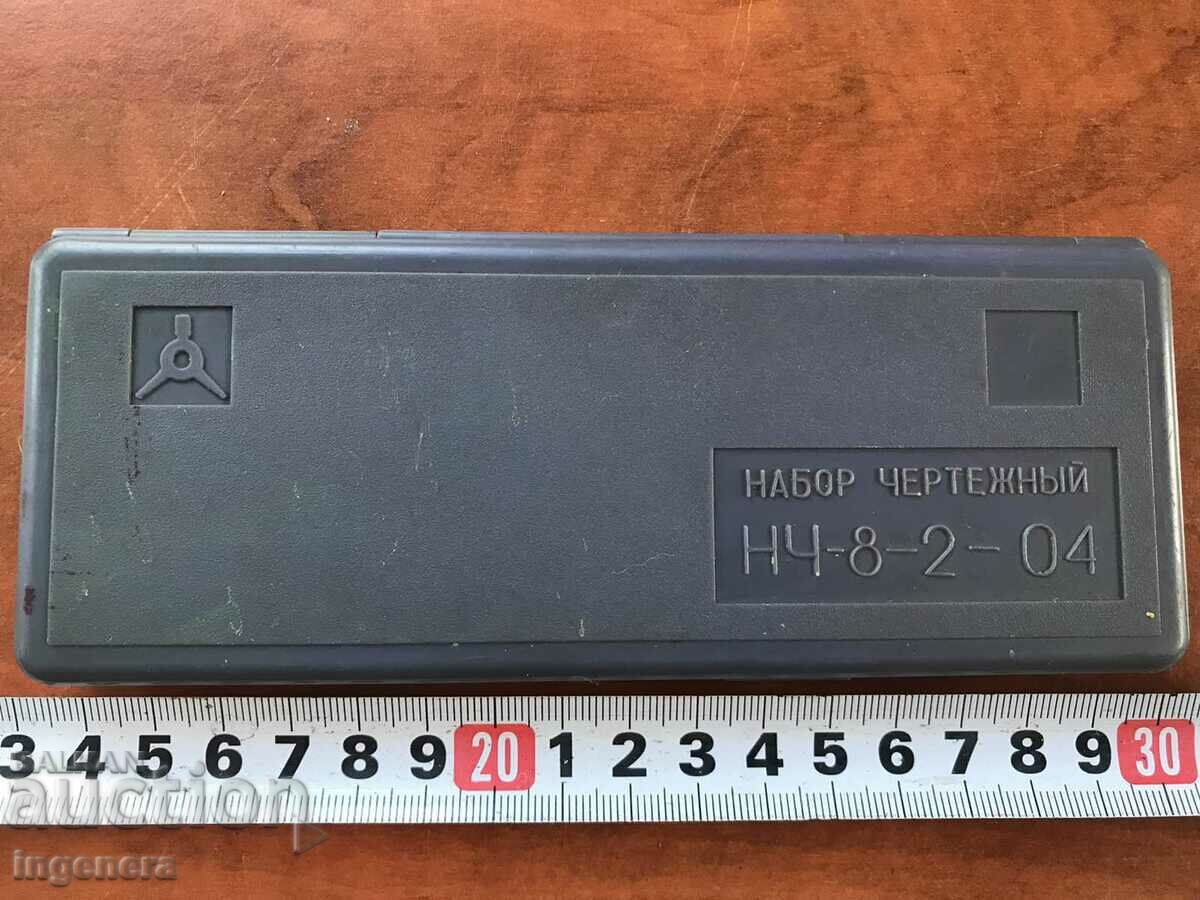 НАБОР ЧЕРТЕЖНЫЙ
НЧ-8-2-04
3 4 5 6 7 8 9 20 1 2 3 4 5 6 7 8 9 30
BALKAN
auction
ingenera